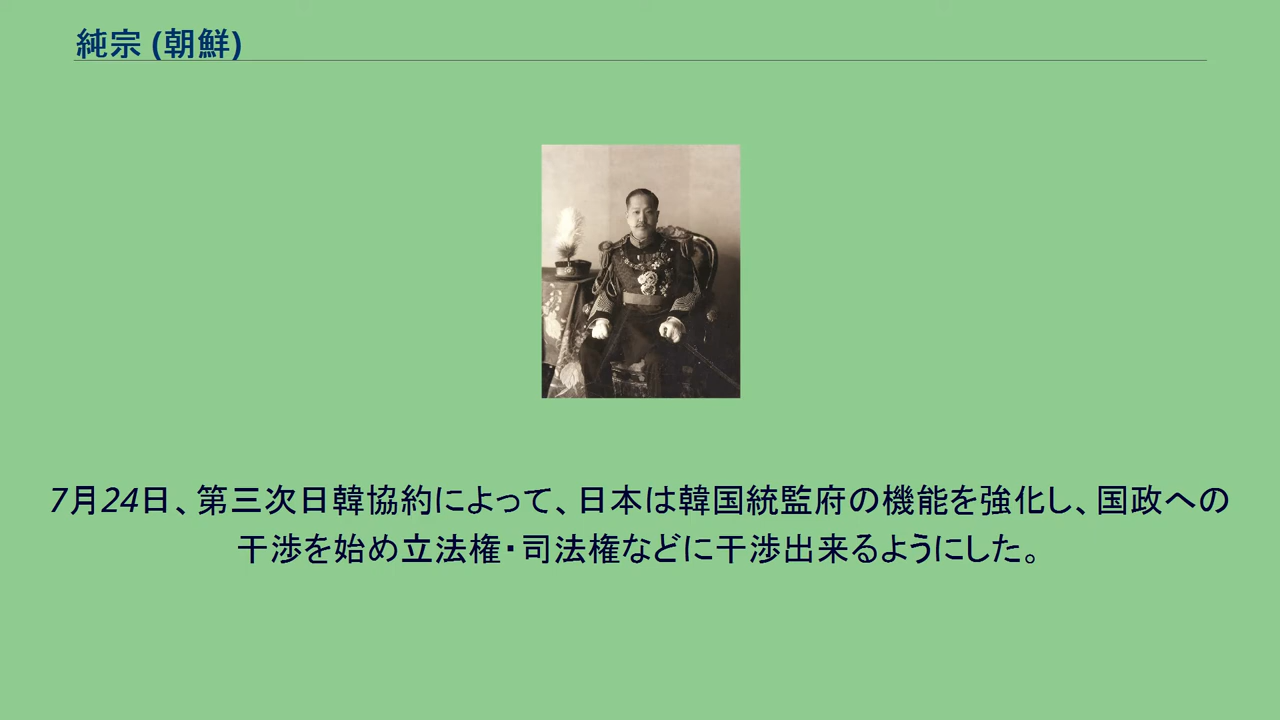 純宗 (朝鮮)
7月24日、第三次日韓協約によって、日本は韓国統監府の機能を強化し、国政への
干渉を始め立法権・司法権などに干渉出来るようにした。